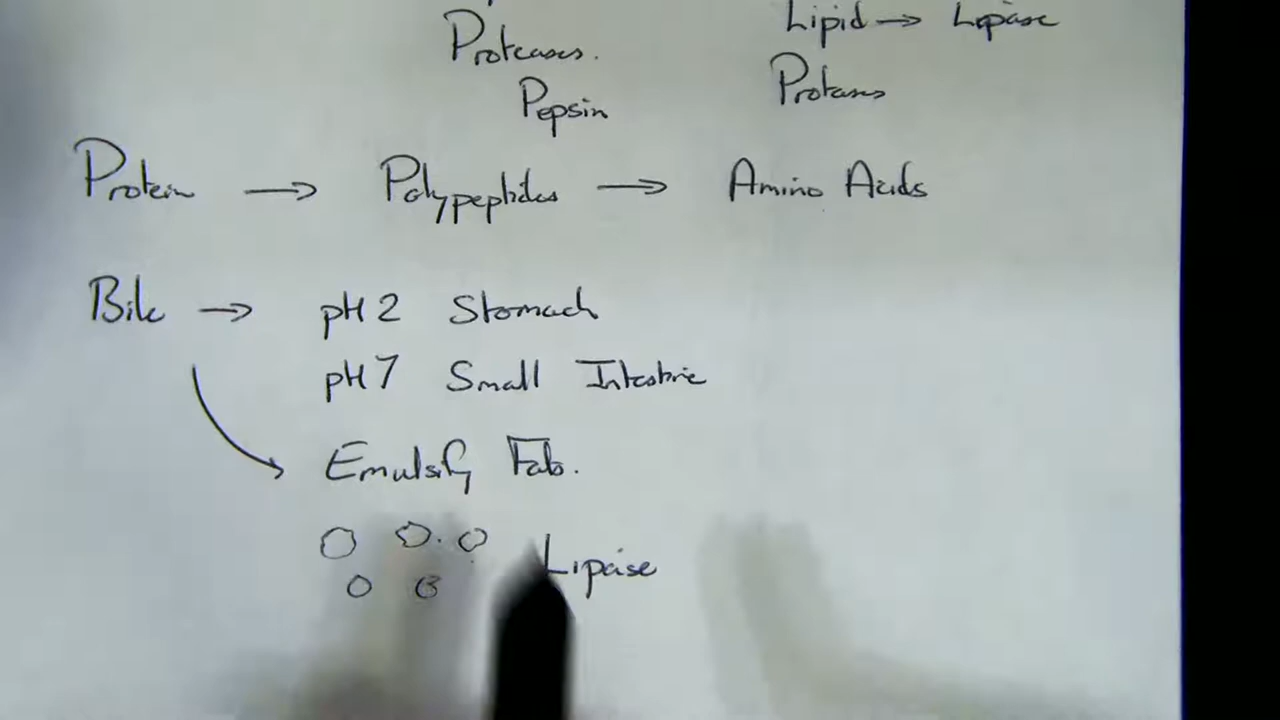 Lipid → Lipase
Proteases.
Proteases
Pepsin
Protein → Polypeptides → Amino Acids
Bile → pH 2 Stomach
pH 7 Small Intestine
Emulsify Fats.
Lipase